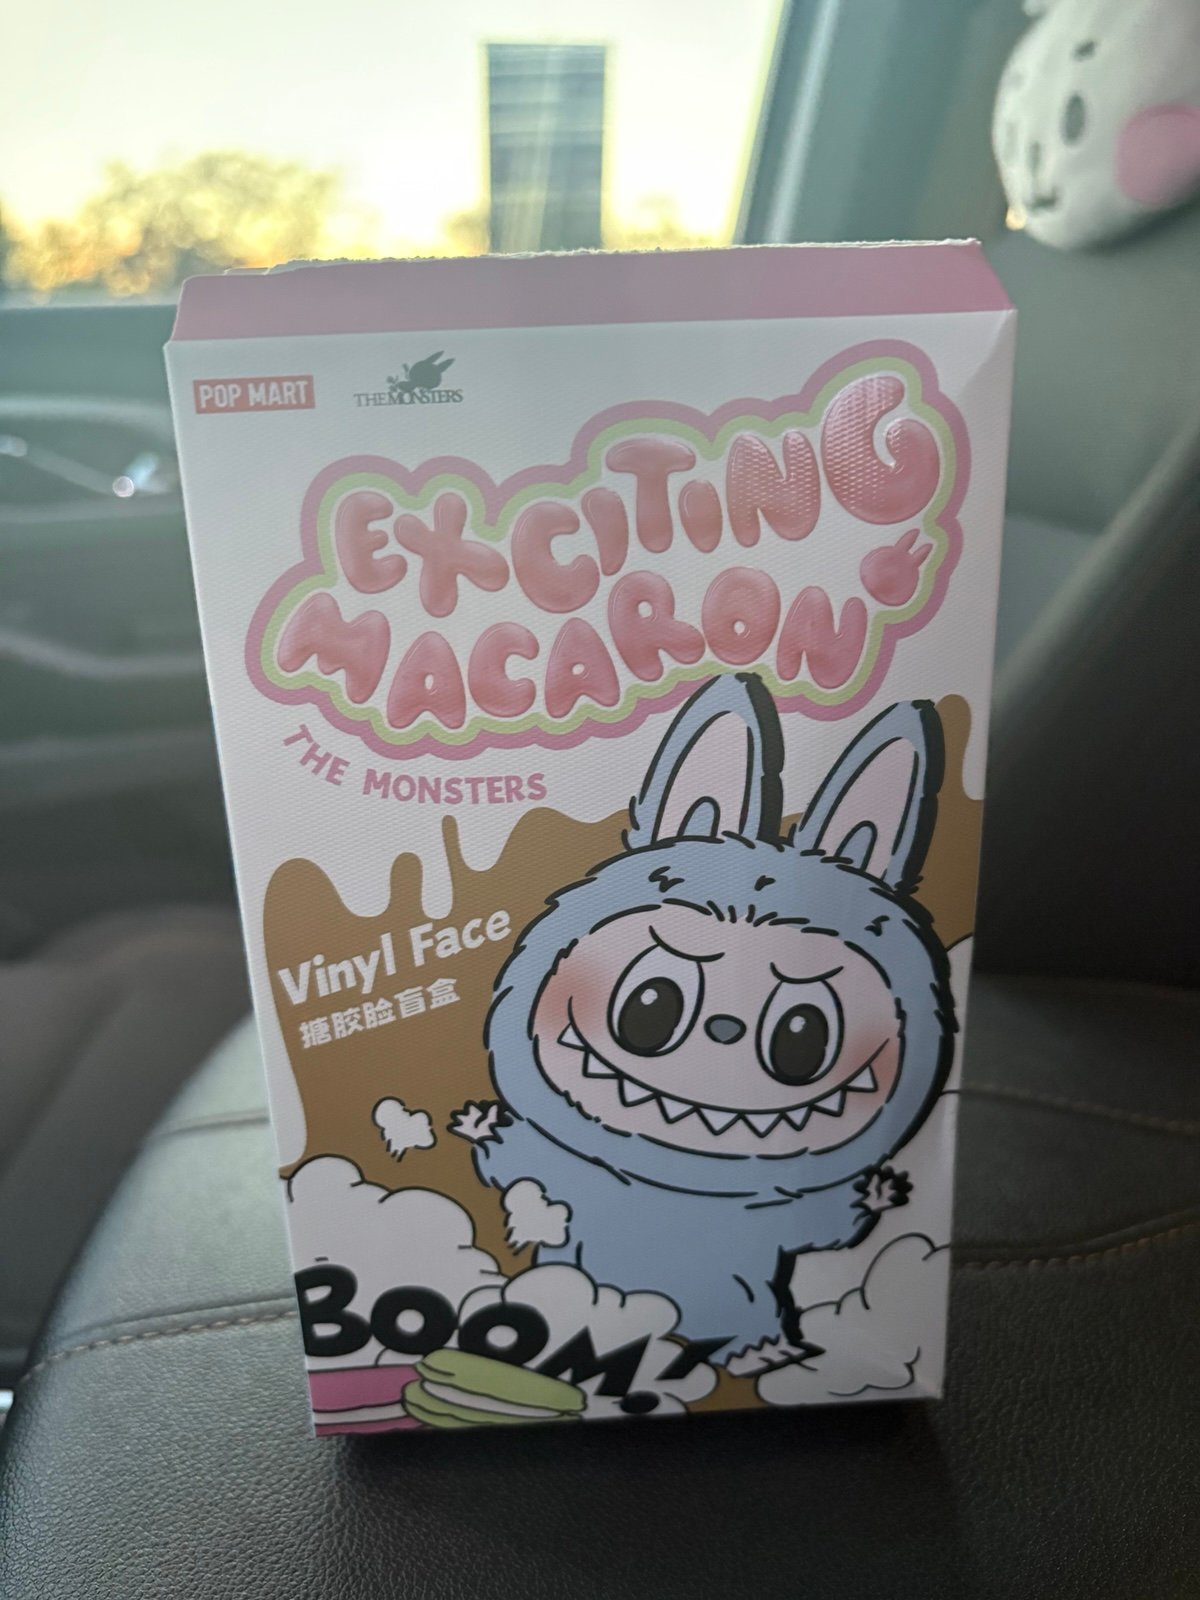 POP MART
THE MONSTERS
EXCITING
MACARON
THE MONSTERS
Vinyl Face
搪胶脸盲盒
BOOM!